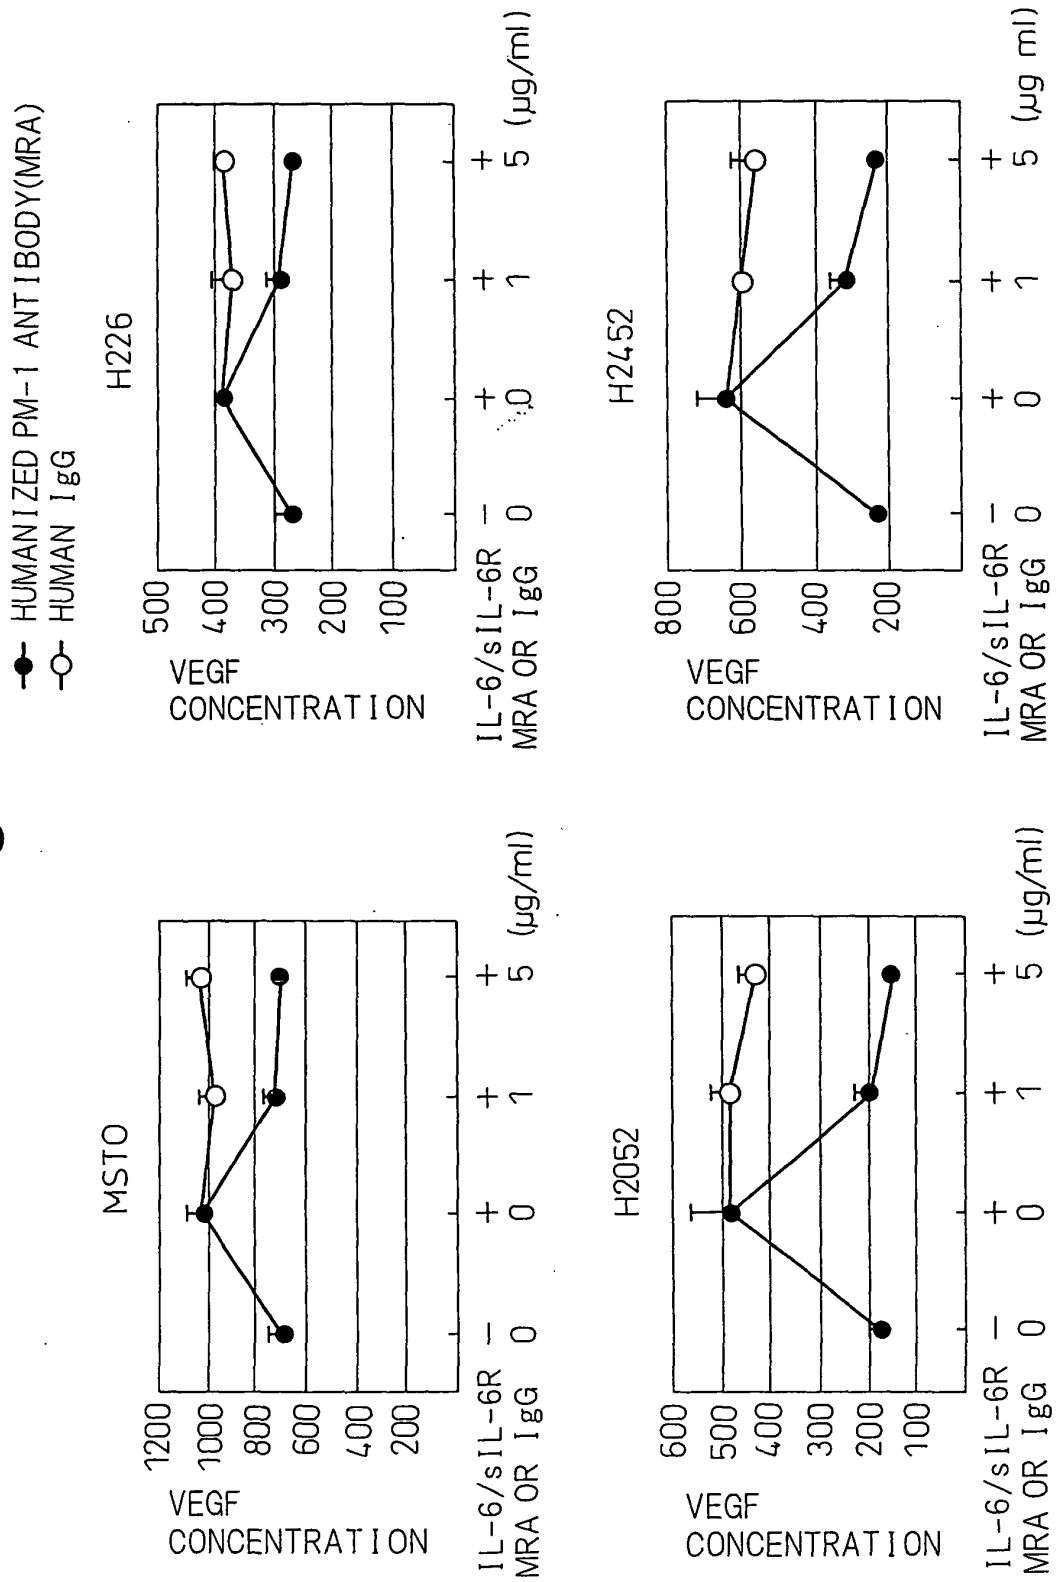 HUMANIZED PM-1 ANTIBODY(MRA)
HUMAN IgG
MSTO
1200
1000
800
600
400
200
VEGF
CONCENTRATION
IL-6/sIL-6R - + + +
MRA OR IgG 0 0 1 5 (µg/ml)
H226
500
400
300
200
100
VEGF
CONCENTRATION
IL-6/sIL-6R - + + +
MRA OR IgG 0 0 1 5 (µg/ml)
H2052
600
500
400
300
200
100
VEGF
CONCENTRATION
IL-6/sIL-6R - + + +
MRA OR IgG 0 0 1 5 (µg/ml)
H2452
800
600
400
200
VEGF
CONCENTRATION
IL-6/sIL-6R - + + +
MRA OR IgG 0 0 1 5 (µg ml)